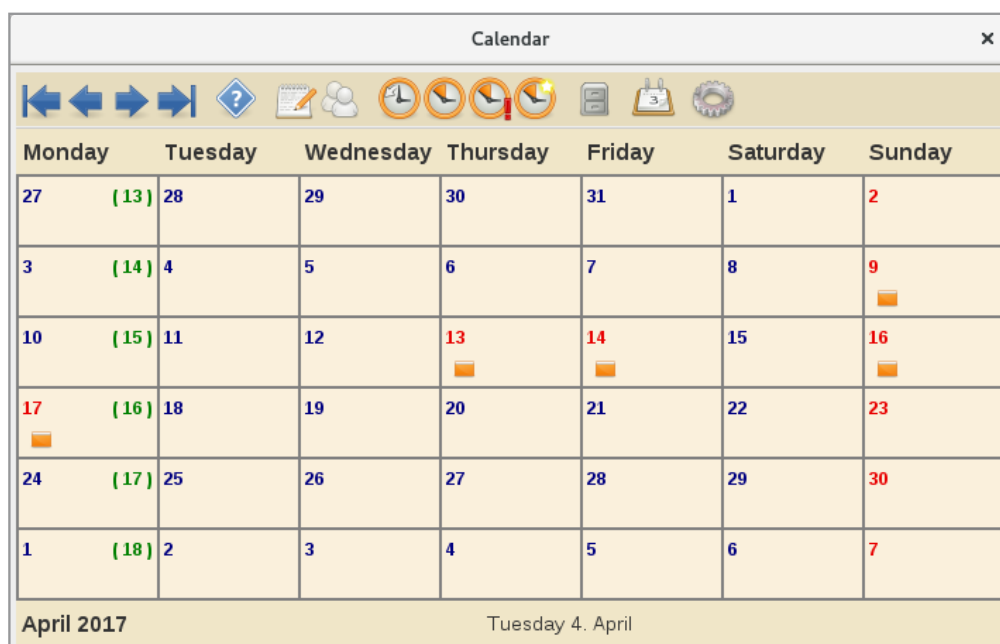 Calendar
Monday Tuesday Wednesday Thursday Friday Saturday Sunday
27 (13) 28 29 30 31 1 2
3 (14) 4 5 6 7 8 9
10 (15) 11 12 13 14 15 16
17 (16) 18 19 20 21 22 23
24 (17) 25 26 27 28 29 30
1 (18) 2 3 4 5 6 7
April 2017 Tuesday 4. April